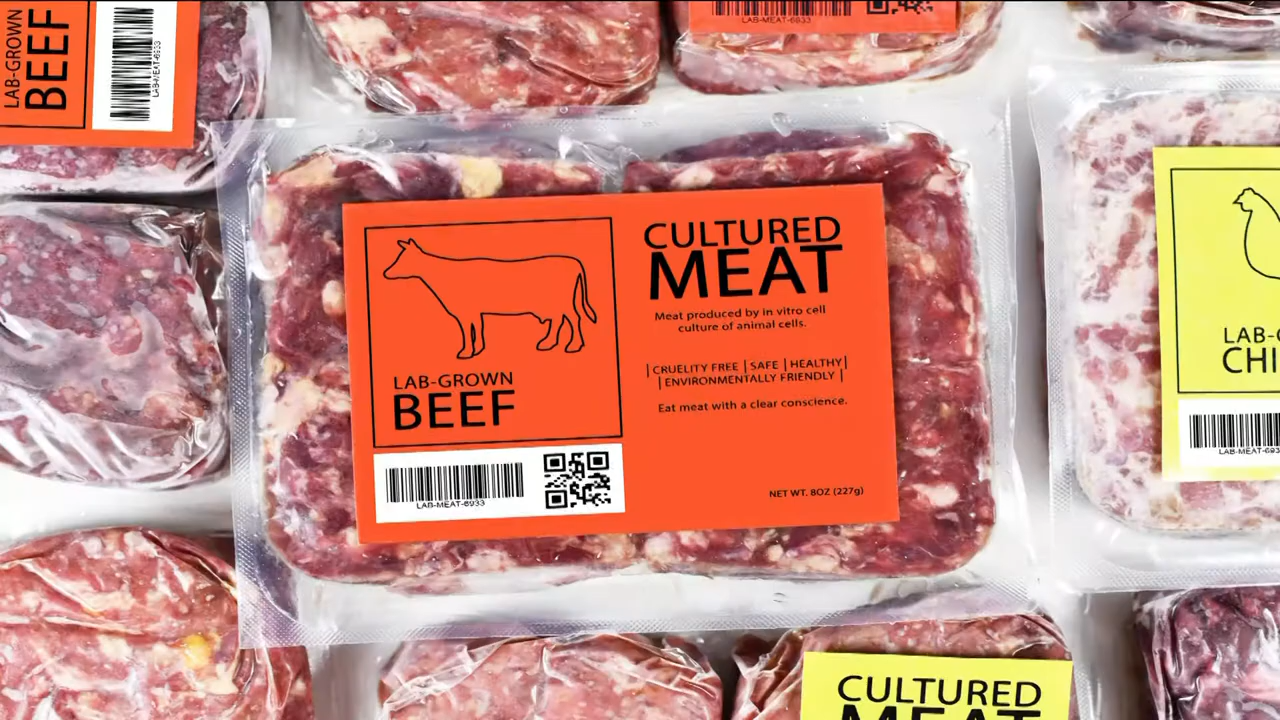 LAB-GROWN
BEEF
LAB-MEAT-6933
LAB-MEAT-6933
CULTURED
MEAT
Meat produced by in vitro cell
culture of animal cells.
|CRUELITY FREE | SAFE | HEALTHY|
| ENVIRONMENTALLY FRIENDLY |
Eat meat with a clear conscience.
LAB-GROWN
BEEF
LAB-MEAT-6933
NET WT. 8OZ (227g)
CULTURED
MEAT